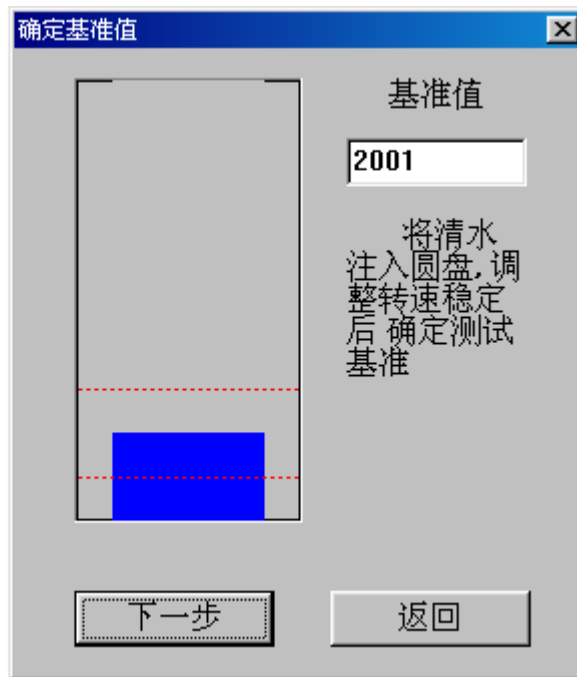 确定基准值
基准值
2001
将清水
注入圆盘,调
整转速稳定
后 确定测试
基准
下一步
返回